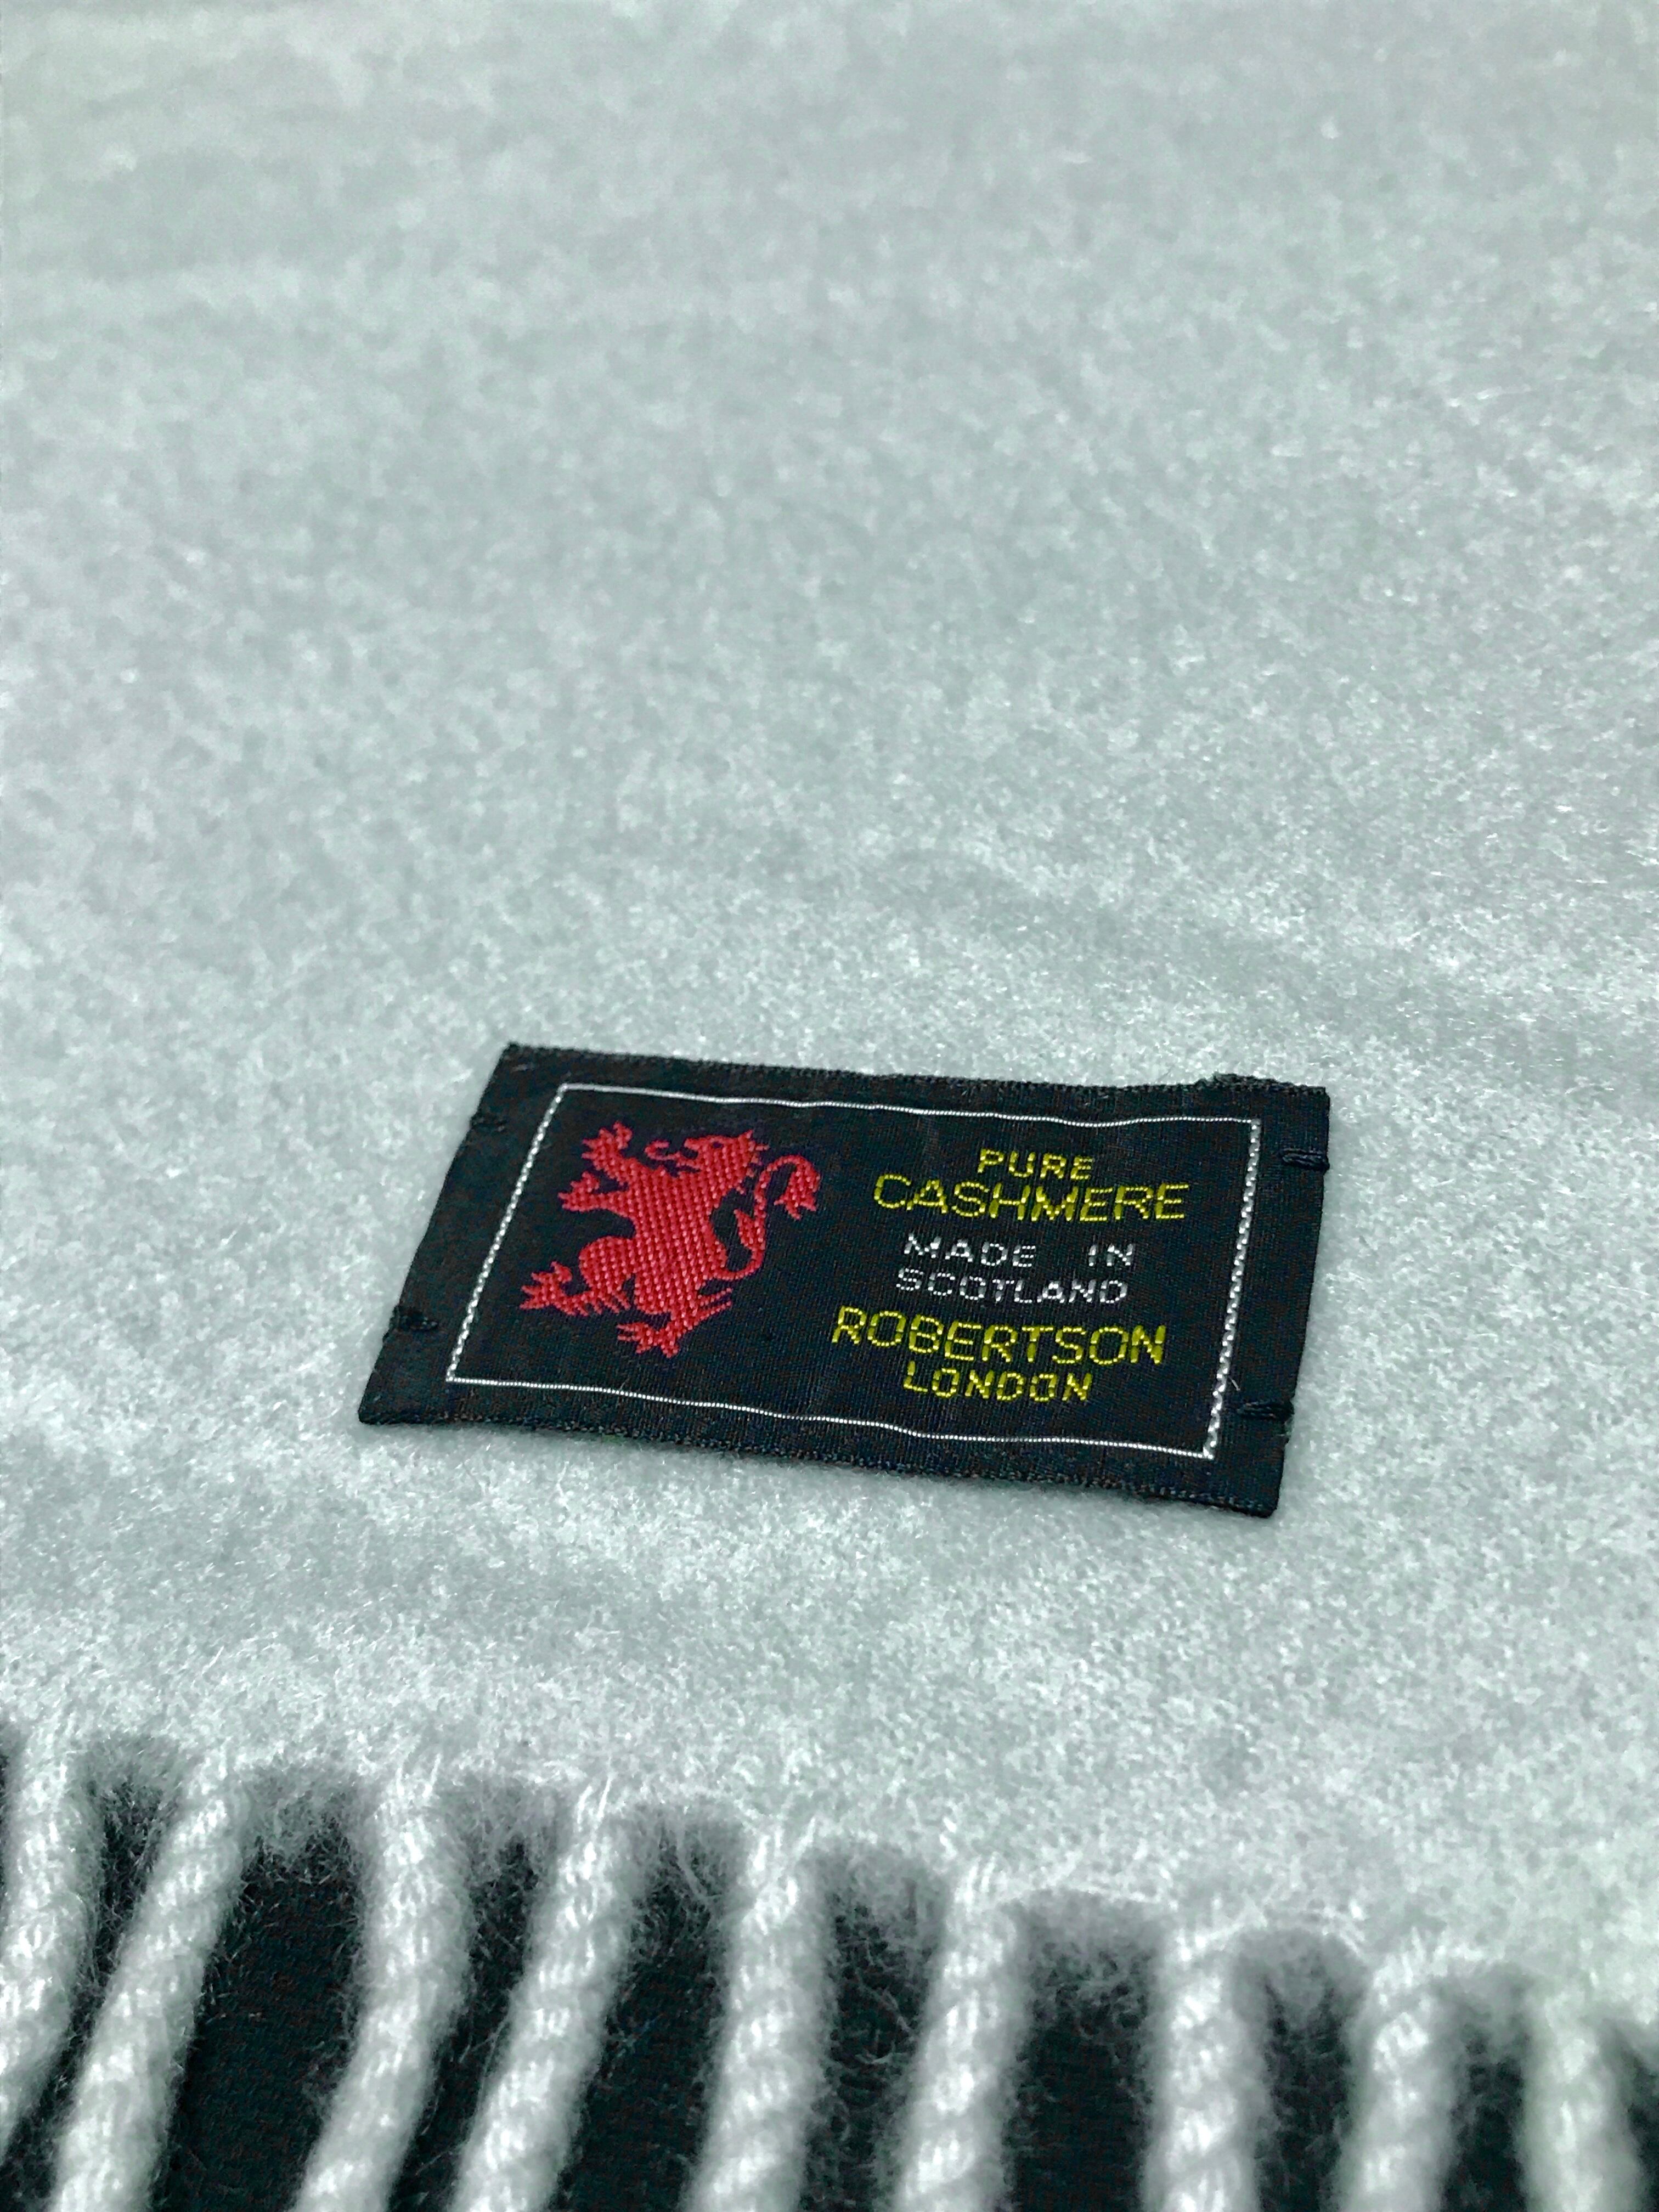 PURE
CASHMERE
MADE IN
SCOTLAND
ROBERTSON
LONDON